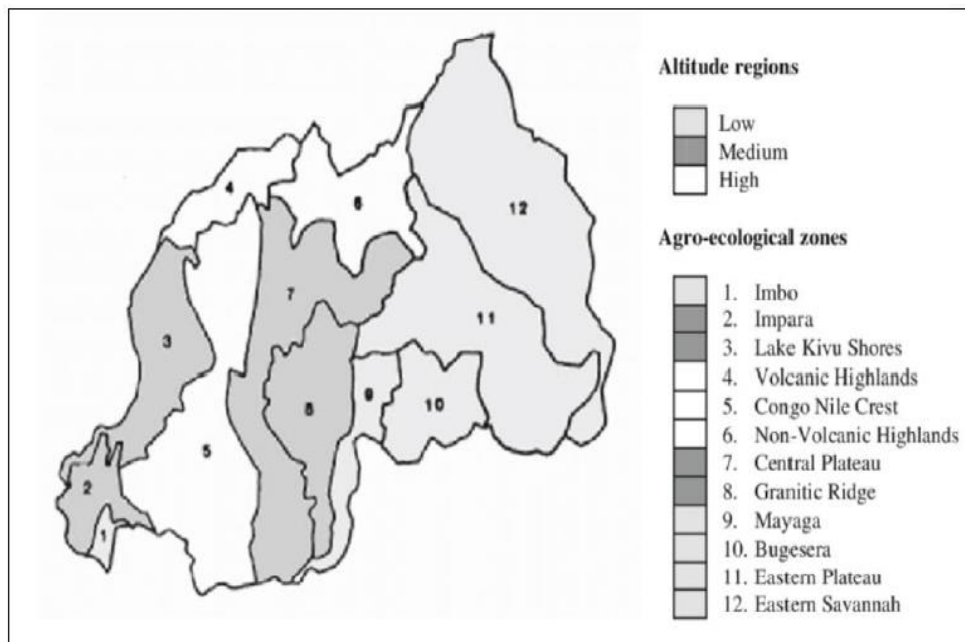 Altitude regions
Low
Medium
High
Agro-ecological zones
1. Imbo
2. Impara
3. Lake Kivu Shores
4. Volcanic Highlands
5. Congo Nile Crest
6. Non-Volcanic Highlands
7. Central Plateau
8. Granitic Ridge
9. Mayaga
10. Bugesera
11. Eastern Plateau
12. Eastern Savannah
4
6
12
7
11
3
8
9
10
5
2
1